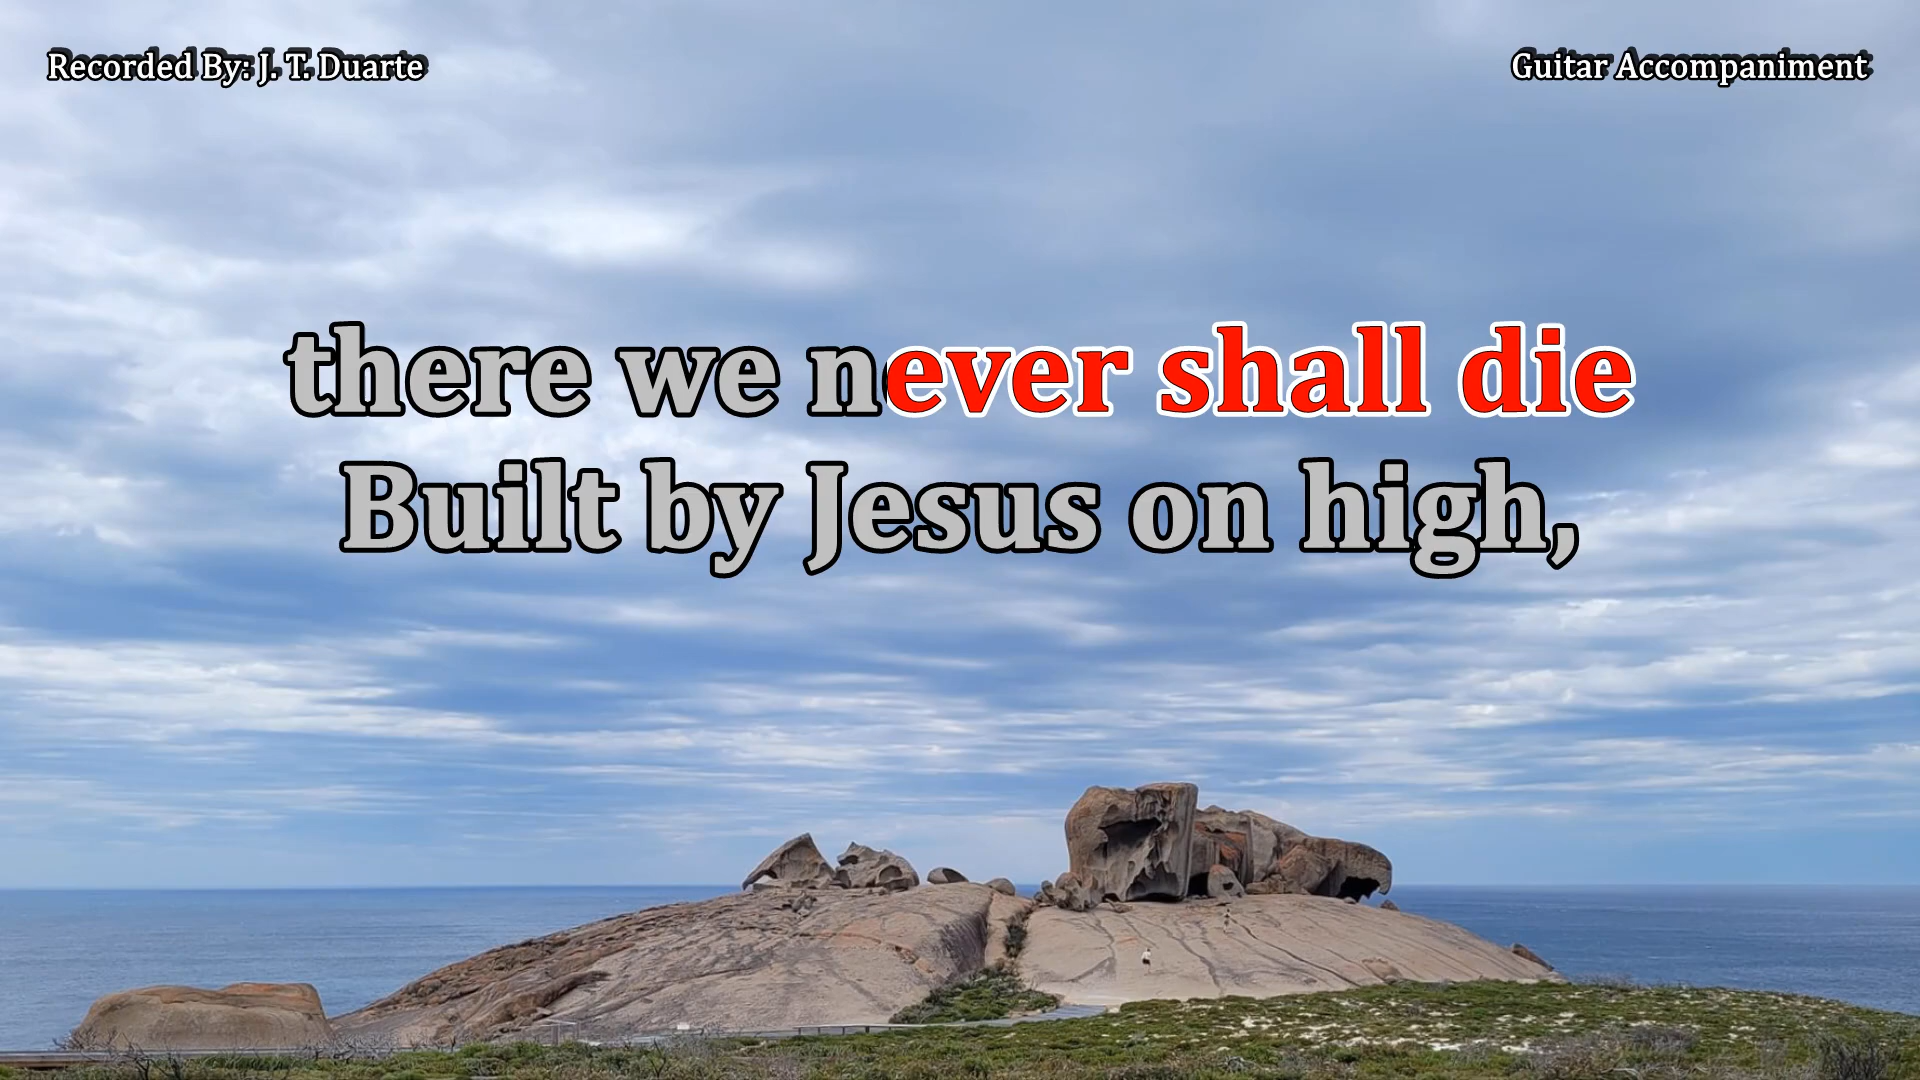 Recorded By: J. T. Duarte
Guitar Accompaniment
there we never shall die
Built by Jesus on high,